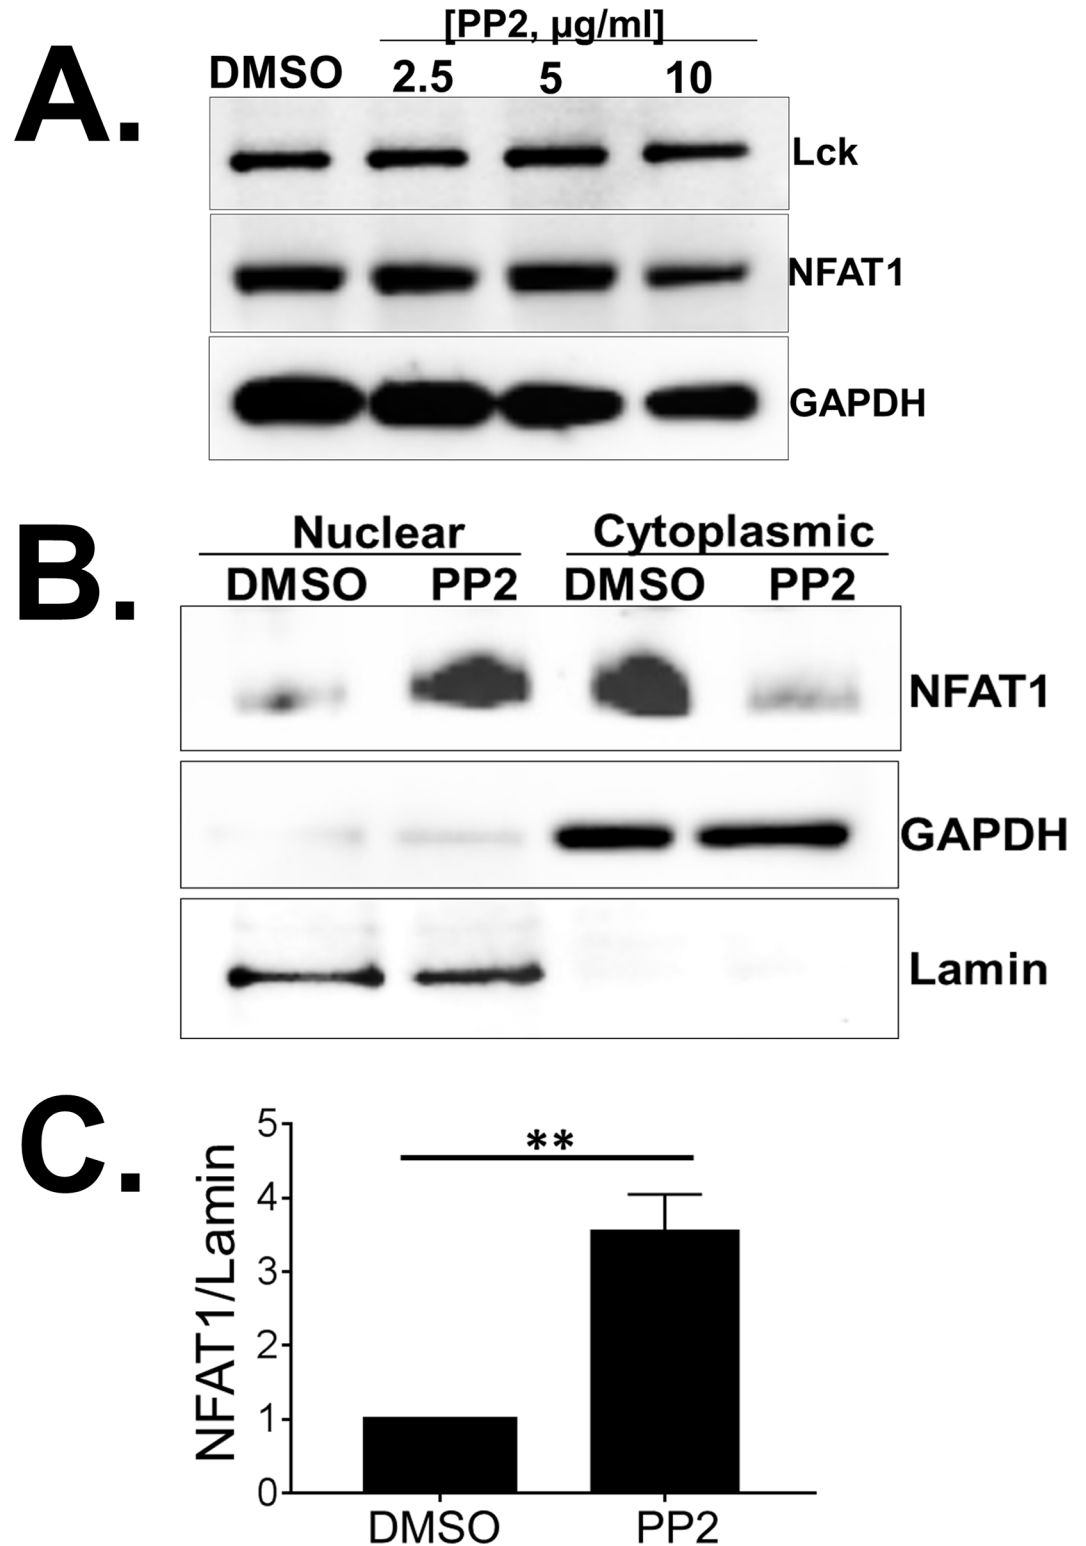 A.
[PP2, µg/ml]
DMSO 2.5 5 10
Lck
NFAT1
GAPDH
B.
Nuclear Cytoplasmic
DMSO PP2 DMSO PP2
NFAT1
GAPDH
Lamin
C.
NFAT1/Lamin
5
4
3
2
1
0
**
DMSO PP2